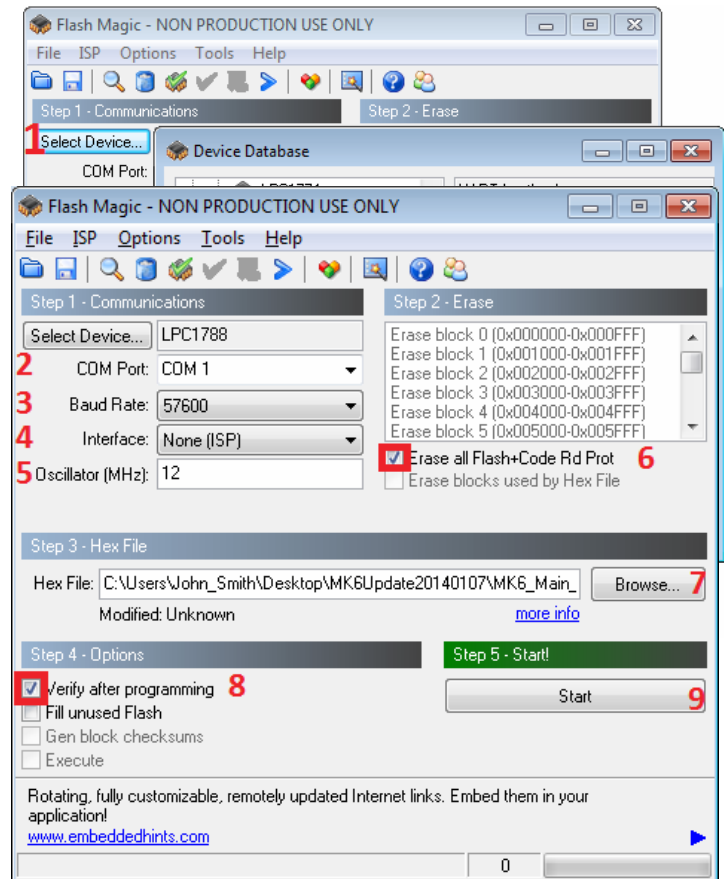 Flash Magic - NON PRODUCTION USE ONLY
File ISP Options Tools Help
Step 1 - Communications
Step 2 - Erase
1
Select Device...
COM Port:
Device Database
Flash Magic - NON PRODUCTION USE ONLY
File ISP Options Tools Help
Step 1 - Communications
Select Device... LPC1788
2 COM Port: COM 1
3 Baud Rate: 57600
4 Interface: None (ISP)
5 Oscillator (MHz): 12
Step 2 - Erase
Erase block 0 (0x000000-0x000FFF)
Erase block 1 (0x001000-0x001FFF)
Erase block 2 (0x002000-0x002FFF)
Erase block 3 (0x003000-0x003FFF)
Erase block 4 (0x004000-0x004FFF)
Erase block 5 (0x005000-0x005FFF)
Erase all Flash+Code Rd Prot 6
Erase blocks used by Hex File
Step 3 - Hex File
Hex File: C:\Users\John_Smith\Desktop\MK6Update20140107\MK6_Main_ Browse... 7
Modified: Unknown more info
Step 4 - Options
Verify after programming 8
Fill unused Flash
Gen block checksums
Execute
Step 5 - Start!
Start 9
Rotating, fully customizable, remotely updated Internet links. Embed them in your
application!
www.embeddedhints.com
0